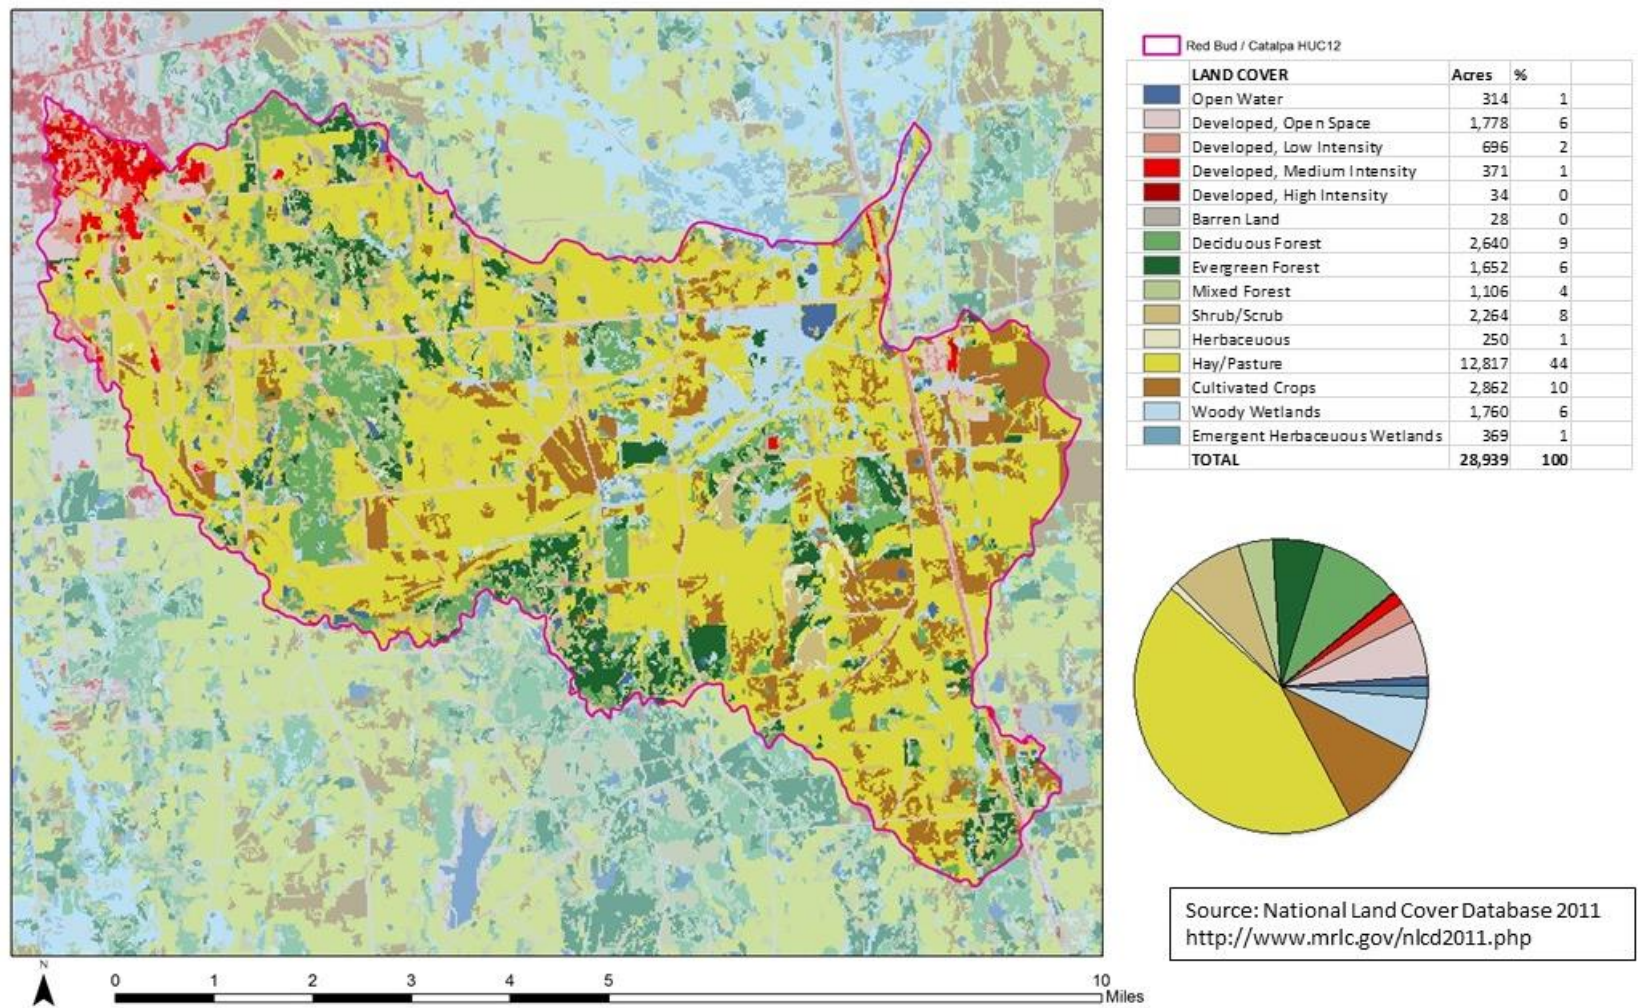 Red Bud / Catalpa HUC12
LAND COVER Acres %
Open Water 314 1
Developed, Open Space 1,778 6
Developed, Low Intensity 696 2
Developed, Medium Intensity 371 1
Developed, High Intensity 34 0
Barren Land 28 0
Deciduous Forest 2,640 9
Evergreen Forest 1,652 6
Mixed Forest 1,106 4
Shrub/Scrub 2,264 8
Herbaceous 250 1
Hay/Pasture 12,817 44
Cultivated Crops 2,862 10
Woody Wetlands 1,760 6
Emergent Herbaceuous Wetlands 369 1
TOTAL 28,939 100
Source: National Land Cover Database 2011
http://www.mrlc.gov/nlcd2011.php
N
0 1 2 3 4 5 10
Miles